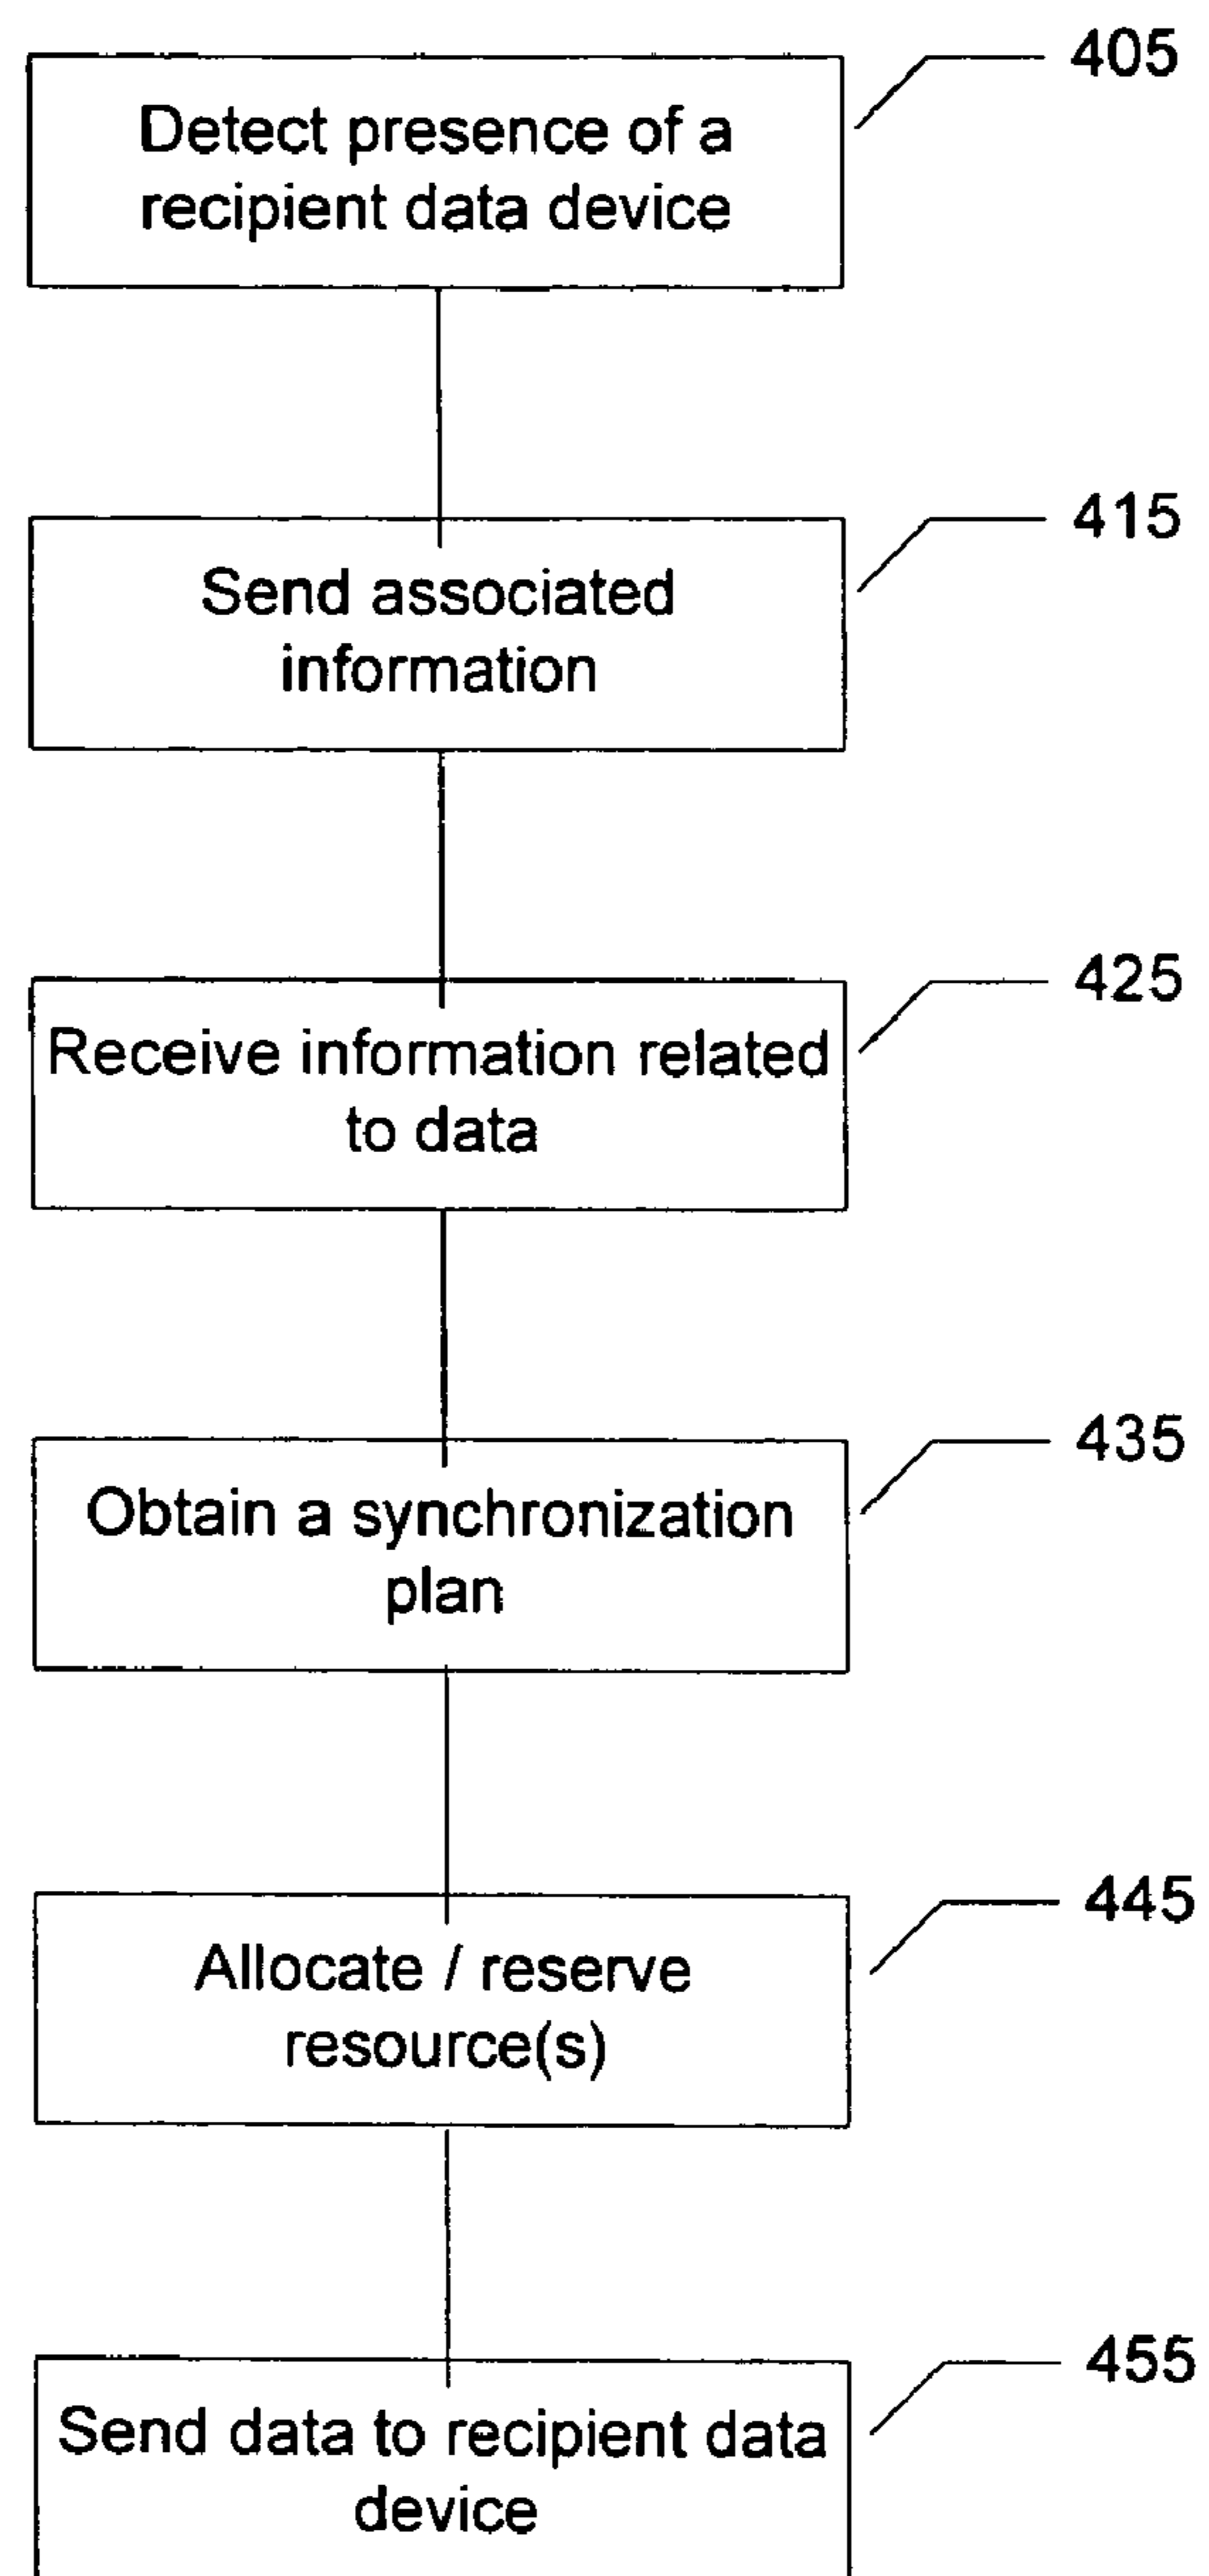 405
Detect presence of a
recipient data device
415
Send associated
information
425
Receive information related
to data
435
Obtain a synchronization
plan
445
Allocate / reserve
resource(s)
455
Send data to recipient data
device